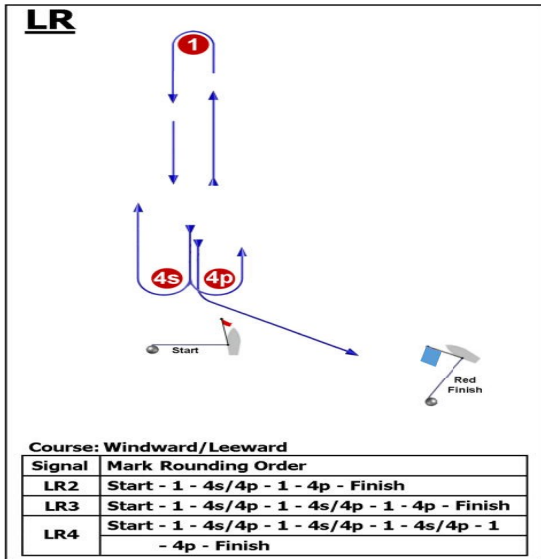 LR
1
4s
4p
Start
Red
Finish
Course: Windward/Leeward
Signal Mark Rounding Order
LR2 Start - 1 - 4s/4p - 1 - 4p - Finish
LR3 Start - 1 - 4s/4p - 1 - 4s/4p - 1 - 4p - Finish
LR4 Start - 1 - 4s/4p - 1 - 4s/4p - 1 - 4s/4p - 1
- 4p - Finish